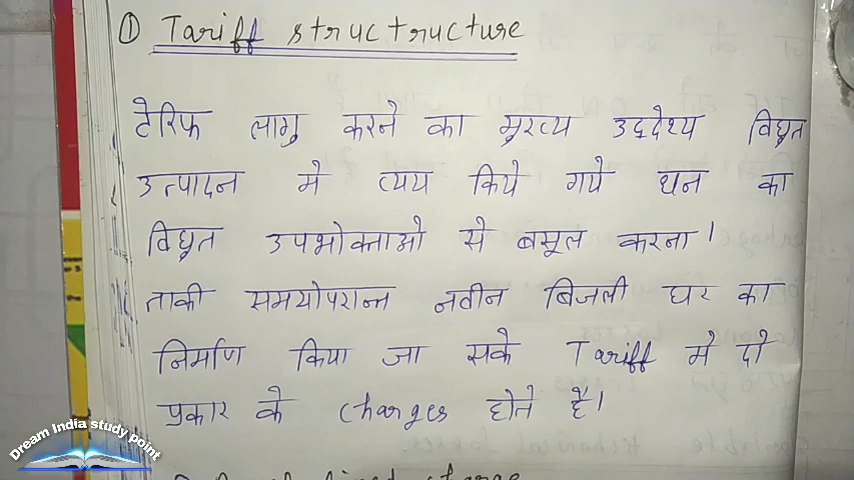 ① Tariff structructure
टेरिफ लागु करने का मुख्य उद्देश्य विधुत
उत्पादन मे व्यय किये गये धन का
विधुत उपभोक्ताओ से बसूल करना।
ताकी समयोपरान्त नवीन बिजली घर का
निर्माण किया जा सके Tariff मे दो
प्रकार के charges होते है।
Dream India study point